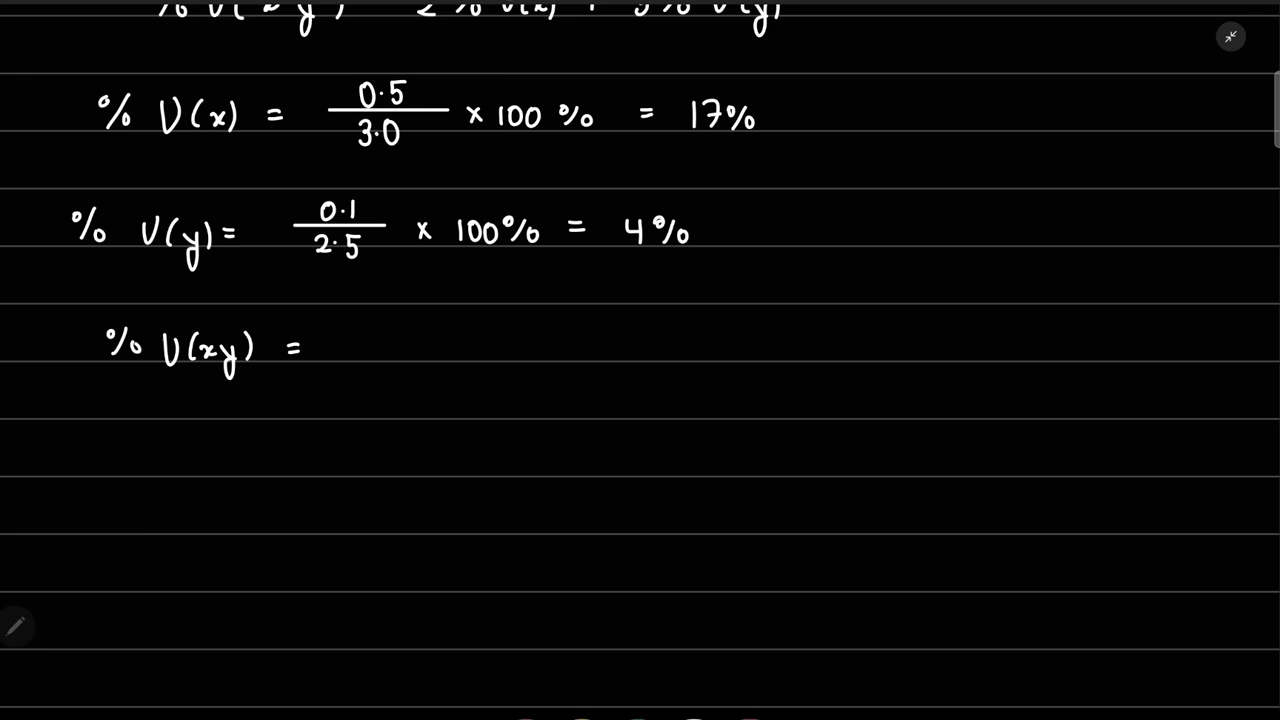 % U(x) = 0.5 / 3.0 × 100 % = 17%
% U(y) = 0.1 / 2.5 × 100% = 4%
% U(xy) =